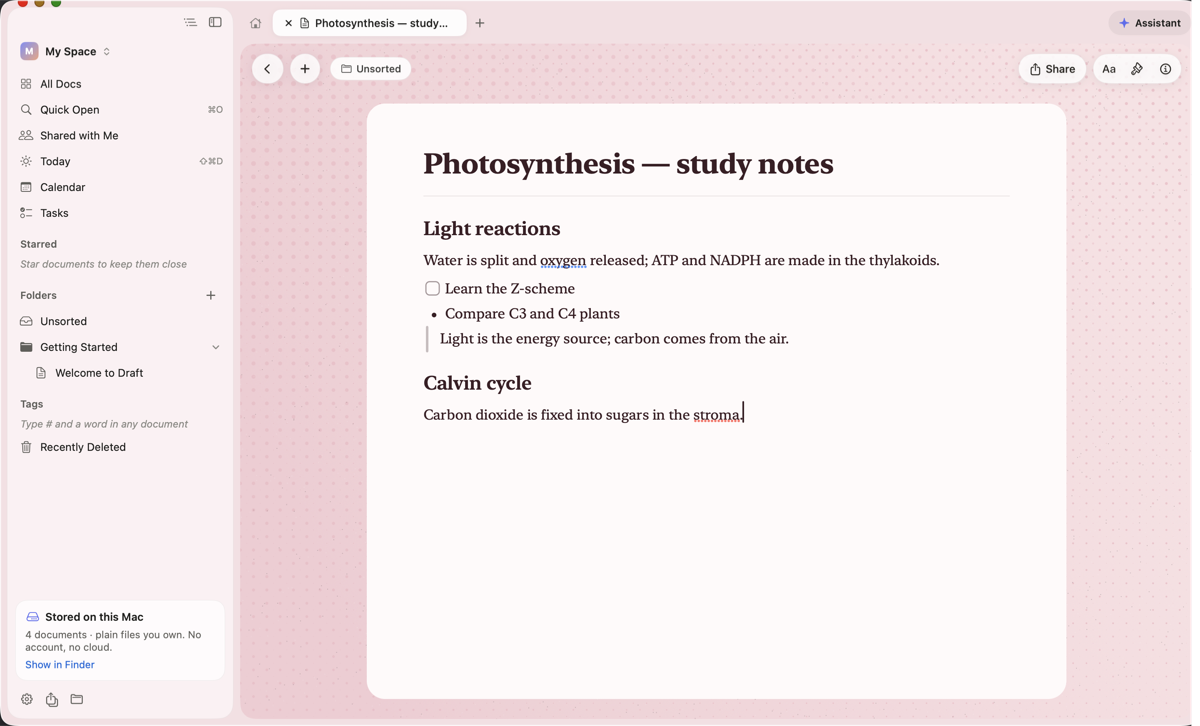 Photosynthesis — study...
Assistant
M My Space
All Docs
Quick Open ⌘O
Shared with Me
Today ⇧⌘D
Calendar
Tasks
Starred
Star documents to keep them close
Folders
Unsorted
Getting Started
Welcome to Draft
Tags
Type # and a word in any document
Recently Deleted
Stored on this Mac
4 documents · plain files you own. No
account, no cloud.
Show in Finder
Unsorted
Share
Aa
Photosynthesis — study notes
Light reactions
Water is split and oxygen released; ATP and NADPH are made in the thylakoids.
Learn the Z-scheme
• Compare C3 and C4 plants
Light is the energy source; carbon comes from the air.
Calvin cycle
Carbon dioxide is fixed into sugars in the stroma.